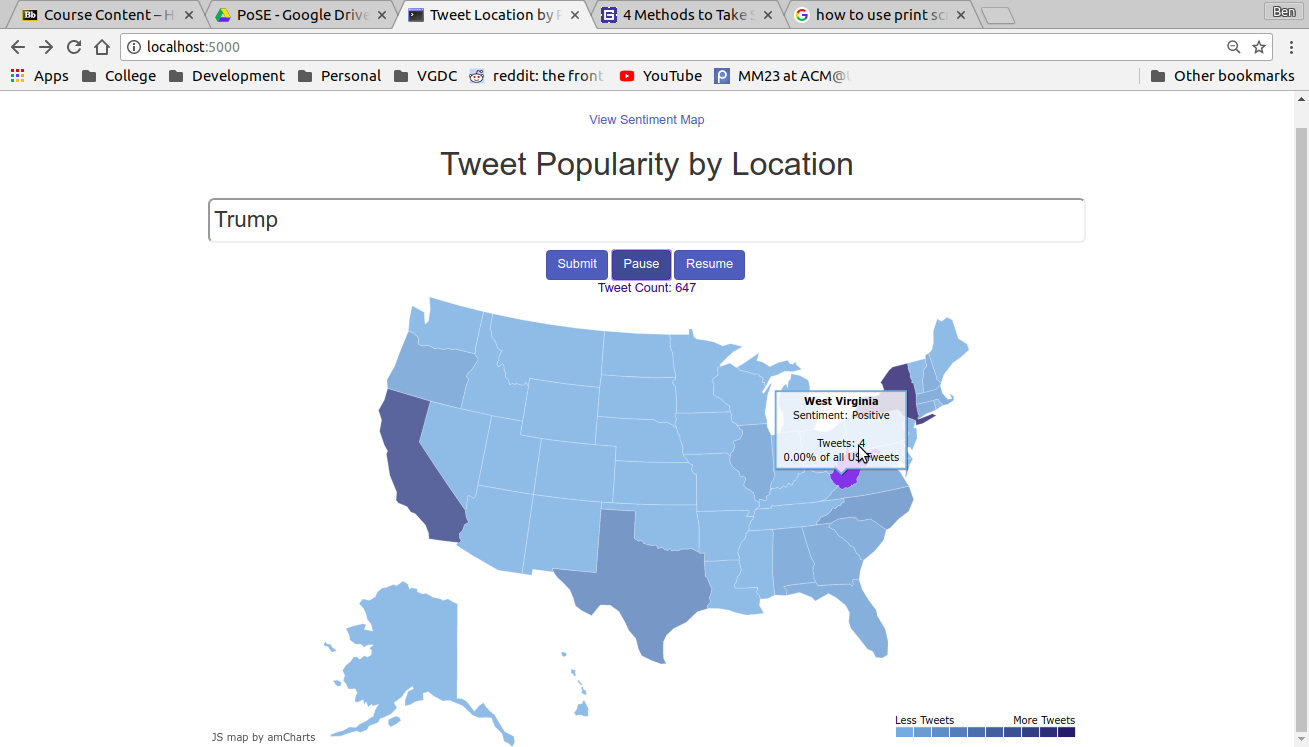 Course Content – H
PoSE - Google Drive
Tweet Location by P
4 Methods to Take S
how to use print scr
Ben
localhost:5000
Apps
College
Development
Personal
VGDC
reddit: the front
YouTube
MM23 at ACM@U
Other bookmarks
View Sentiment Map
Tweet Popularity by Location
Trump
Submit
Pause
Resume
Tweet Count: 647
West Virginia
Sentiment: Positive
Tweets: 4
0.00% of all US Tweets
Less Tweets
More Tweets
JS map by amCharts